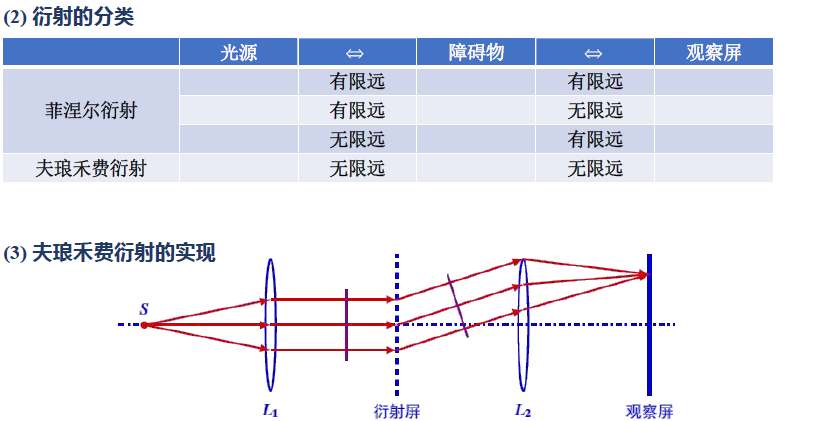 (2) 衍射的分类
光源 ⇔ 障碍物 ⇔ 观察屏
菲涅尔衍射
有限远 有限远
有限远 无限远
无限远 有限远
夫琅禾费衍射 无限远 无限远
(3) 夫琅禾费衍射的实现
S
L1 衍射屏 L2 观察屏